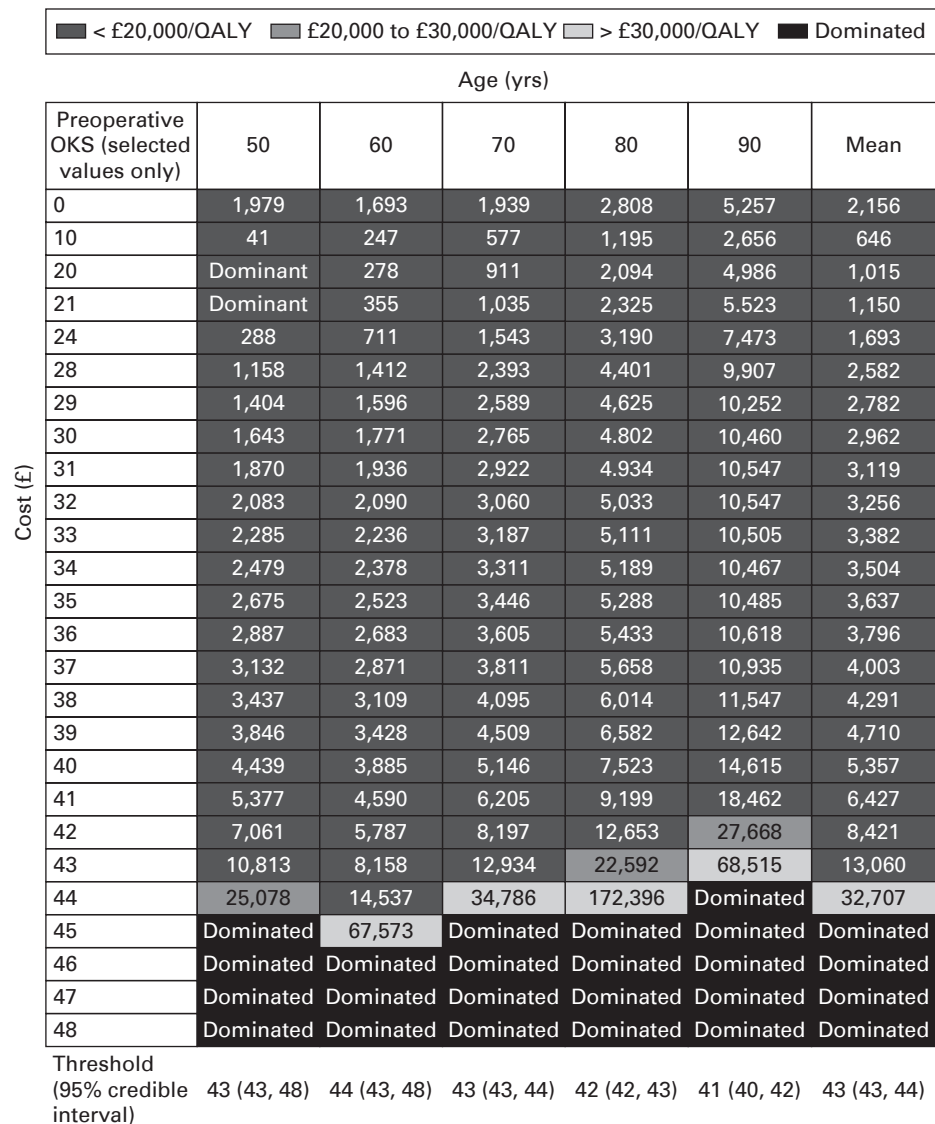 < £20,000/QALY £20,000 to £30,000/QALY > £30,000/QALY Dominated
Age (yrs)
Preoperative
OKS (selected
values only)
50 60 70 80 90 Mean
0 1,979 1,693 1,939 2,808 5,257 2,156
10 41 247 577 1,195 2,656 646
20 Dominant 278 911 2,094 4,986 1,015
21 Dominant 355 1,035 2,325 5.523 1,150
24 288 711 1,543 3,190 7,473 1,693
28 1,158 1,412 2,393 4,401 9,907 2,582
29 1,404 1,596 2,589 4,625 10,252 2,782
30 1,643 1,771 2,765 4.802 10,460 2,962
31 1,870 1,936 2,922 4.934 10,547 3,119
32 2,083 2,090 3,060 5,033 10,547 3,256
33 2,285 2,236 3,187 5,111 10,505 3,382
34 2,479 2,378 3,311 5,189 10,467 3,504
35 2,675 2,523 3,446 5,288 10,485 3,637
36 2,887 2,683 3,605 5,433 10,618 3,796
37 3,132 2,871 3,811 5,658 10,935 4,003
38 3,437 3,109 4,095 6,014 11,547 4,291
39 3,846 3,428 4,509 6,582 12,642 4,710
40 4,439 3,885 5,146 7,523 14,615 5,357
41 5,377 4,590 6,205 9,199 18,462 6,427
42 7,061 5,787 8,197 12,653 27,668 8,421
43 10,813 8,158 12,934 22,592 68,515 13,060
44 25,078 14,537 34,786 172,396 Dominated 32,707
45 Dominated 67,573 Dominated Dominated Dominated Dominated
46 Dominated Dominated Dominated Dominated Dominated Dominated
47 Dominated Dominated Dominated Dominated Dominated Dominated
48 Dominated Dominated Dominated Dominated Dominated Dominated
Threshold
(95% credible
interval)
43 (43, 48) 44 (43, 48) 43 (43, 44) 42 (42, 43) 41 (40, 42) 43 (43, 44)
Cost (£)